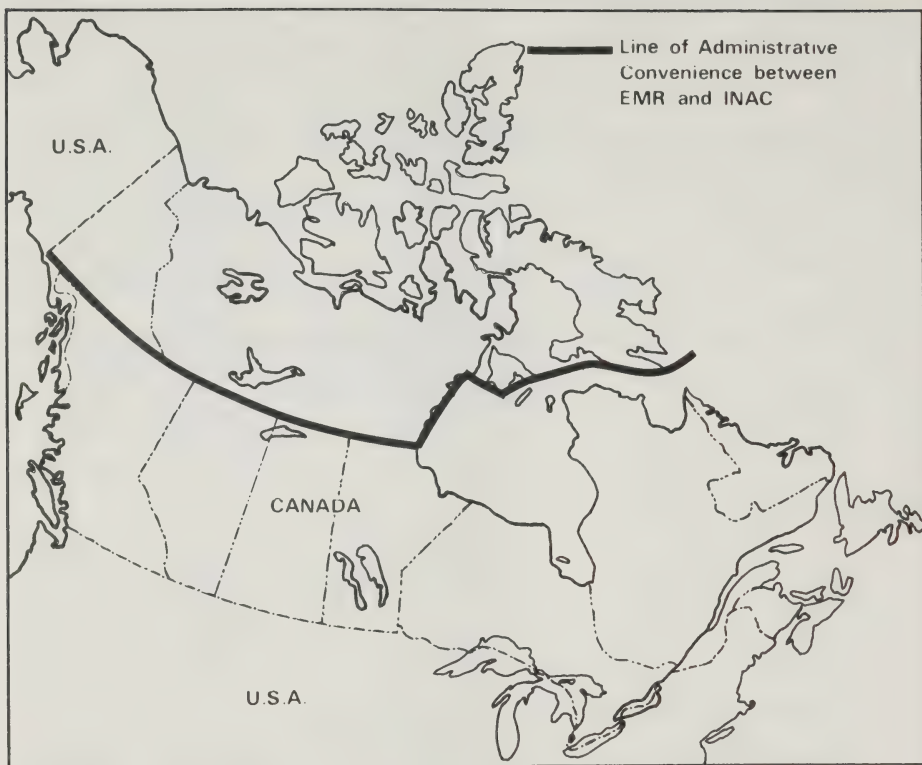 Line of Administrative
Convenience between
EMR and INAC
U.S.A.
CANADA
U.S.A.